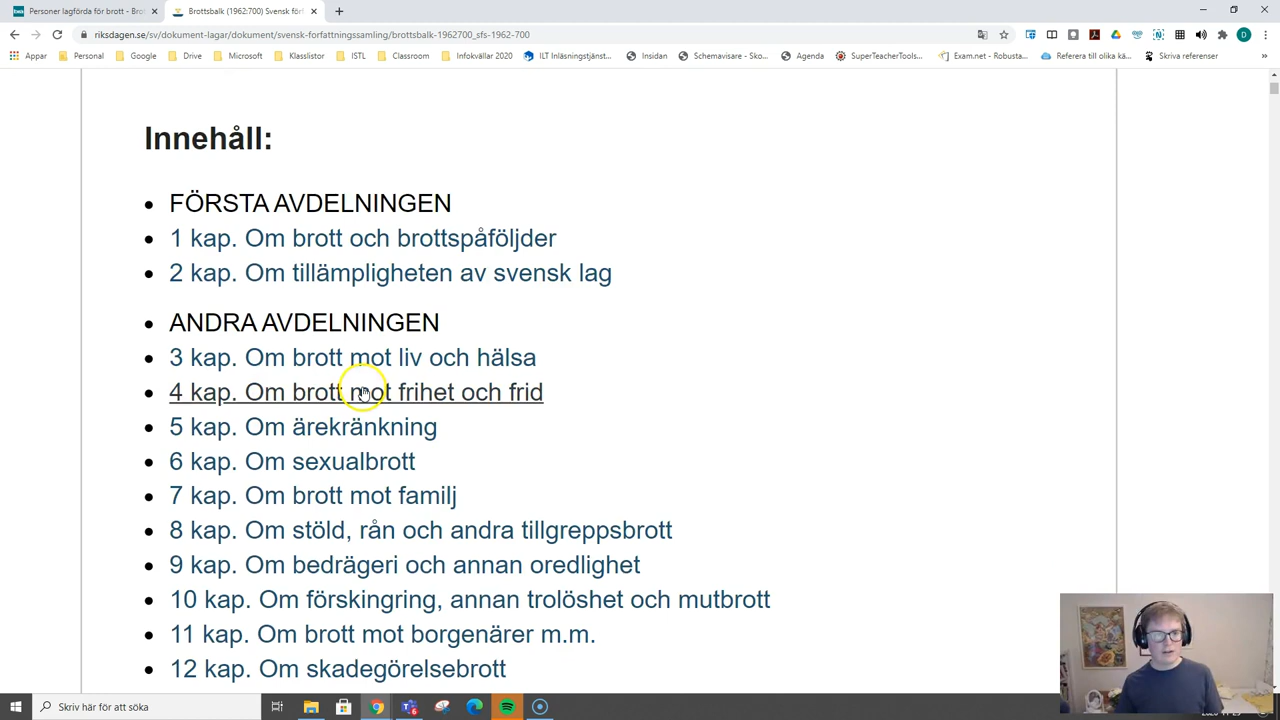 Personer lagförda för brott - Bro
Brottsbalk (1962:700) Svensk för
riksdagen.se/sv/dokument-lagar/dokument/svensk-forfattningssamling/brottsbalk-1962700_sfs-1962-700
Appar Personal Google Drive Microsoft Klasslistor ISTL Classroom Infokvällar 2020 ILT Inläsningstjänst... Insidan Schemavisare - Sko... Agenda SuperTeacherTools... Exam.net - Robusta... Referera till olika kä... Skriva referenser
Innehåll:
FÖRSTA AVDELNINGEN
1 kap. Om brott och brottspåföljder
2 kap. Om tillämpligheten av svensk lag
ANDRA AVDELNINGEN
3 kap. Om brott mot liv och hälsa
4 kap. Om brott mot frihet och frid
5 kap. Om ärekränkning
6 kap. Om sexualbrott
7 kap. Om brott mot familj
8 kap. Om stöld, rån och andra tillgreppsbrott
9 kap. Om bedrägeri och annan oredlighet
10 kap. Om förskingring, annan trolöshet och mutbrott
11 kap. Om brott mot borgenärer m.m.
12 kap. Om skadegörelsebrott
Skriv här för att söka